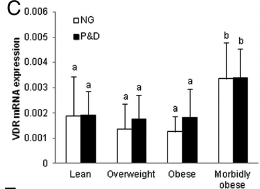 C
0.006
NG
P&D
0.005
0.004
0.003
0.002
0.001
0
VDR mRNA expression
a a a a a a b b
Lean Overweight Obese Morbidly
obese